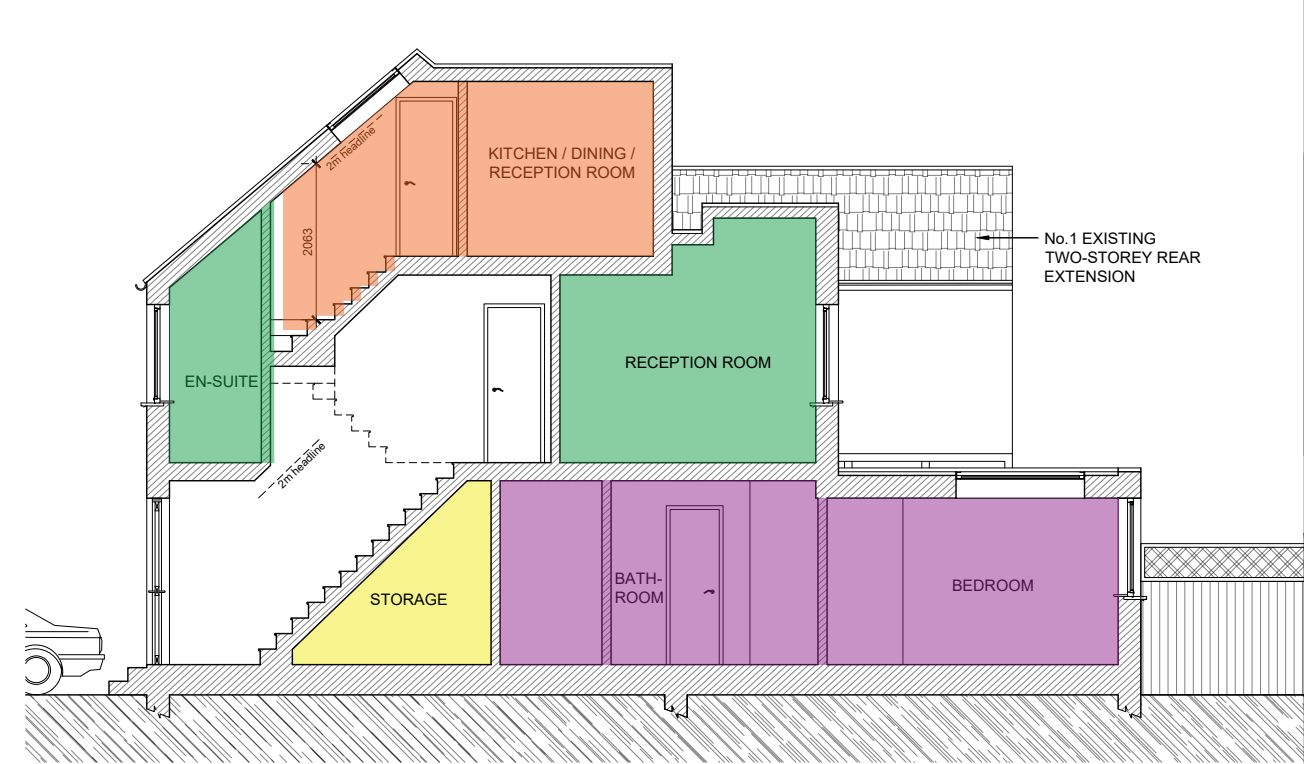 KITCHEN / DINING /
RECEPTION ROOM
2m headline
2063
No.1 EXISTING
TWO-STOREY REAR
EXTENSION
RECEPTION ROOM
EN-SUITE
2m headline
STORAGE
BATH-
ROOM
BEDROOM